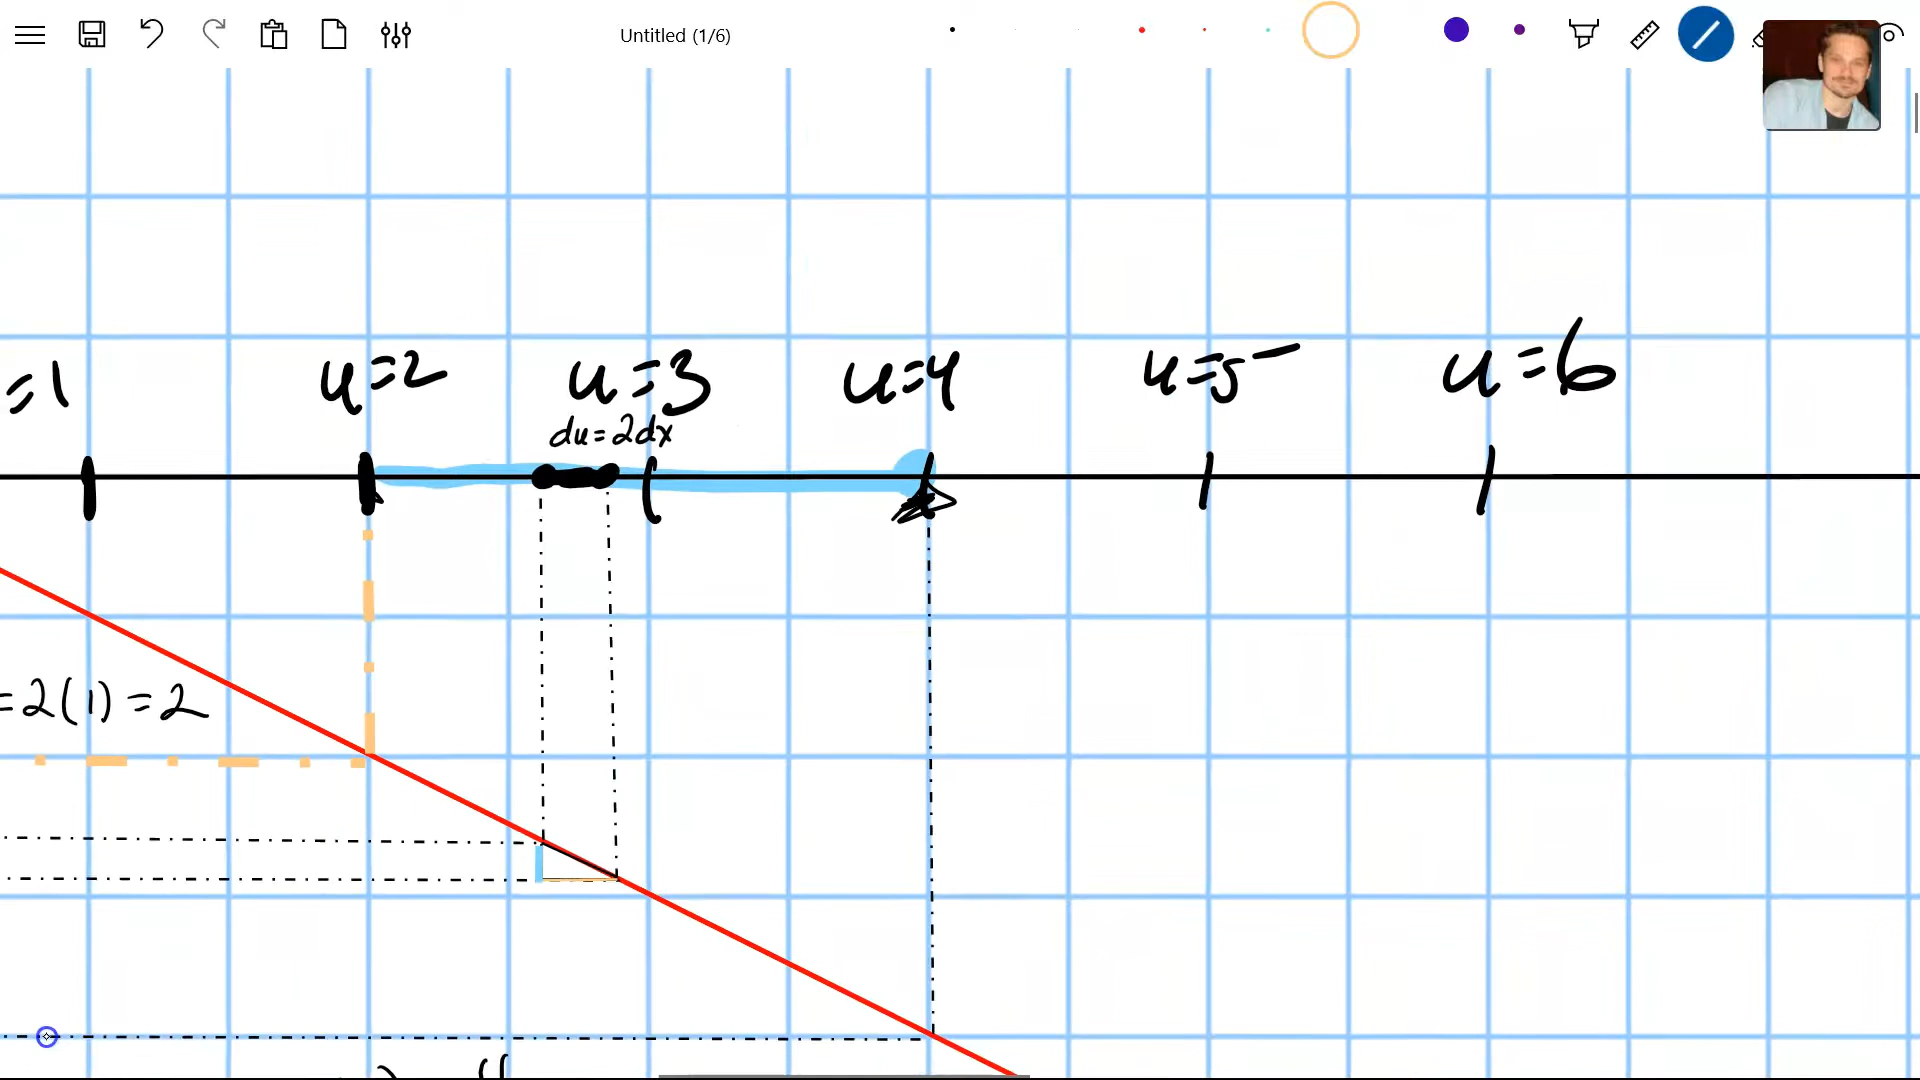 Untitled (1/6)
=1
u=2
u=3
u=4
u=5
u=6
du=2dx
=2(1)=2